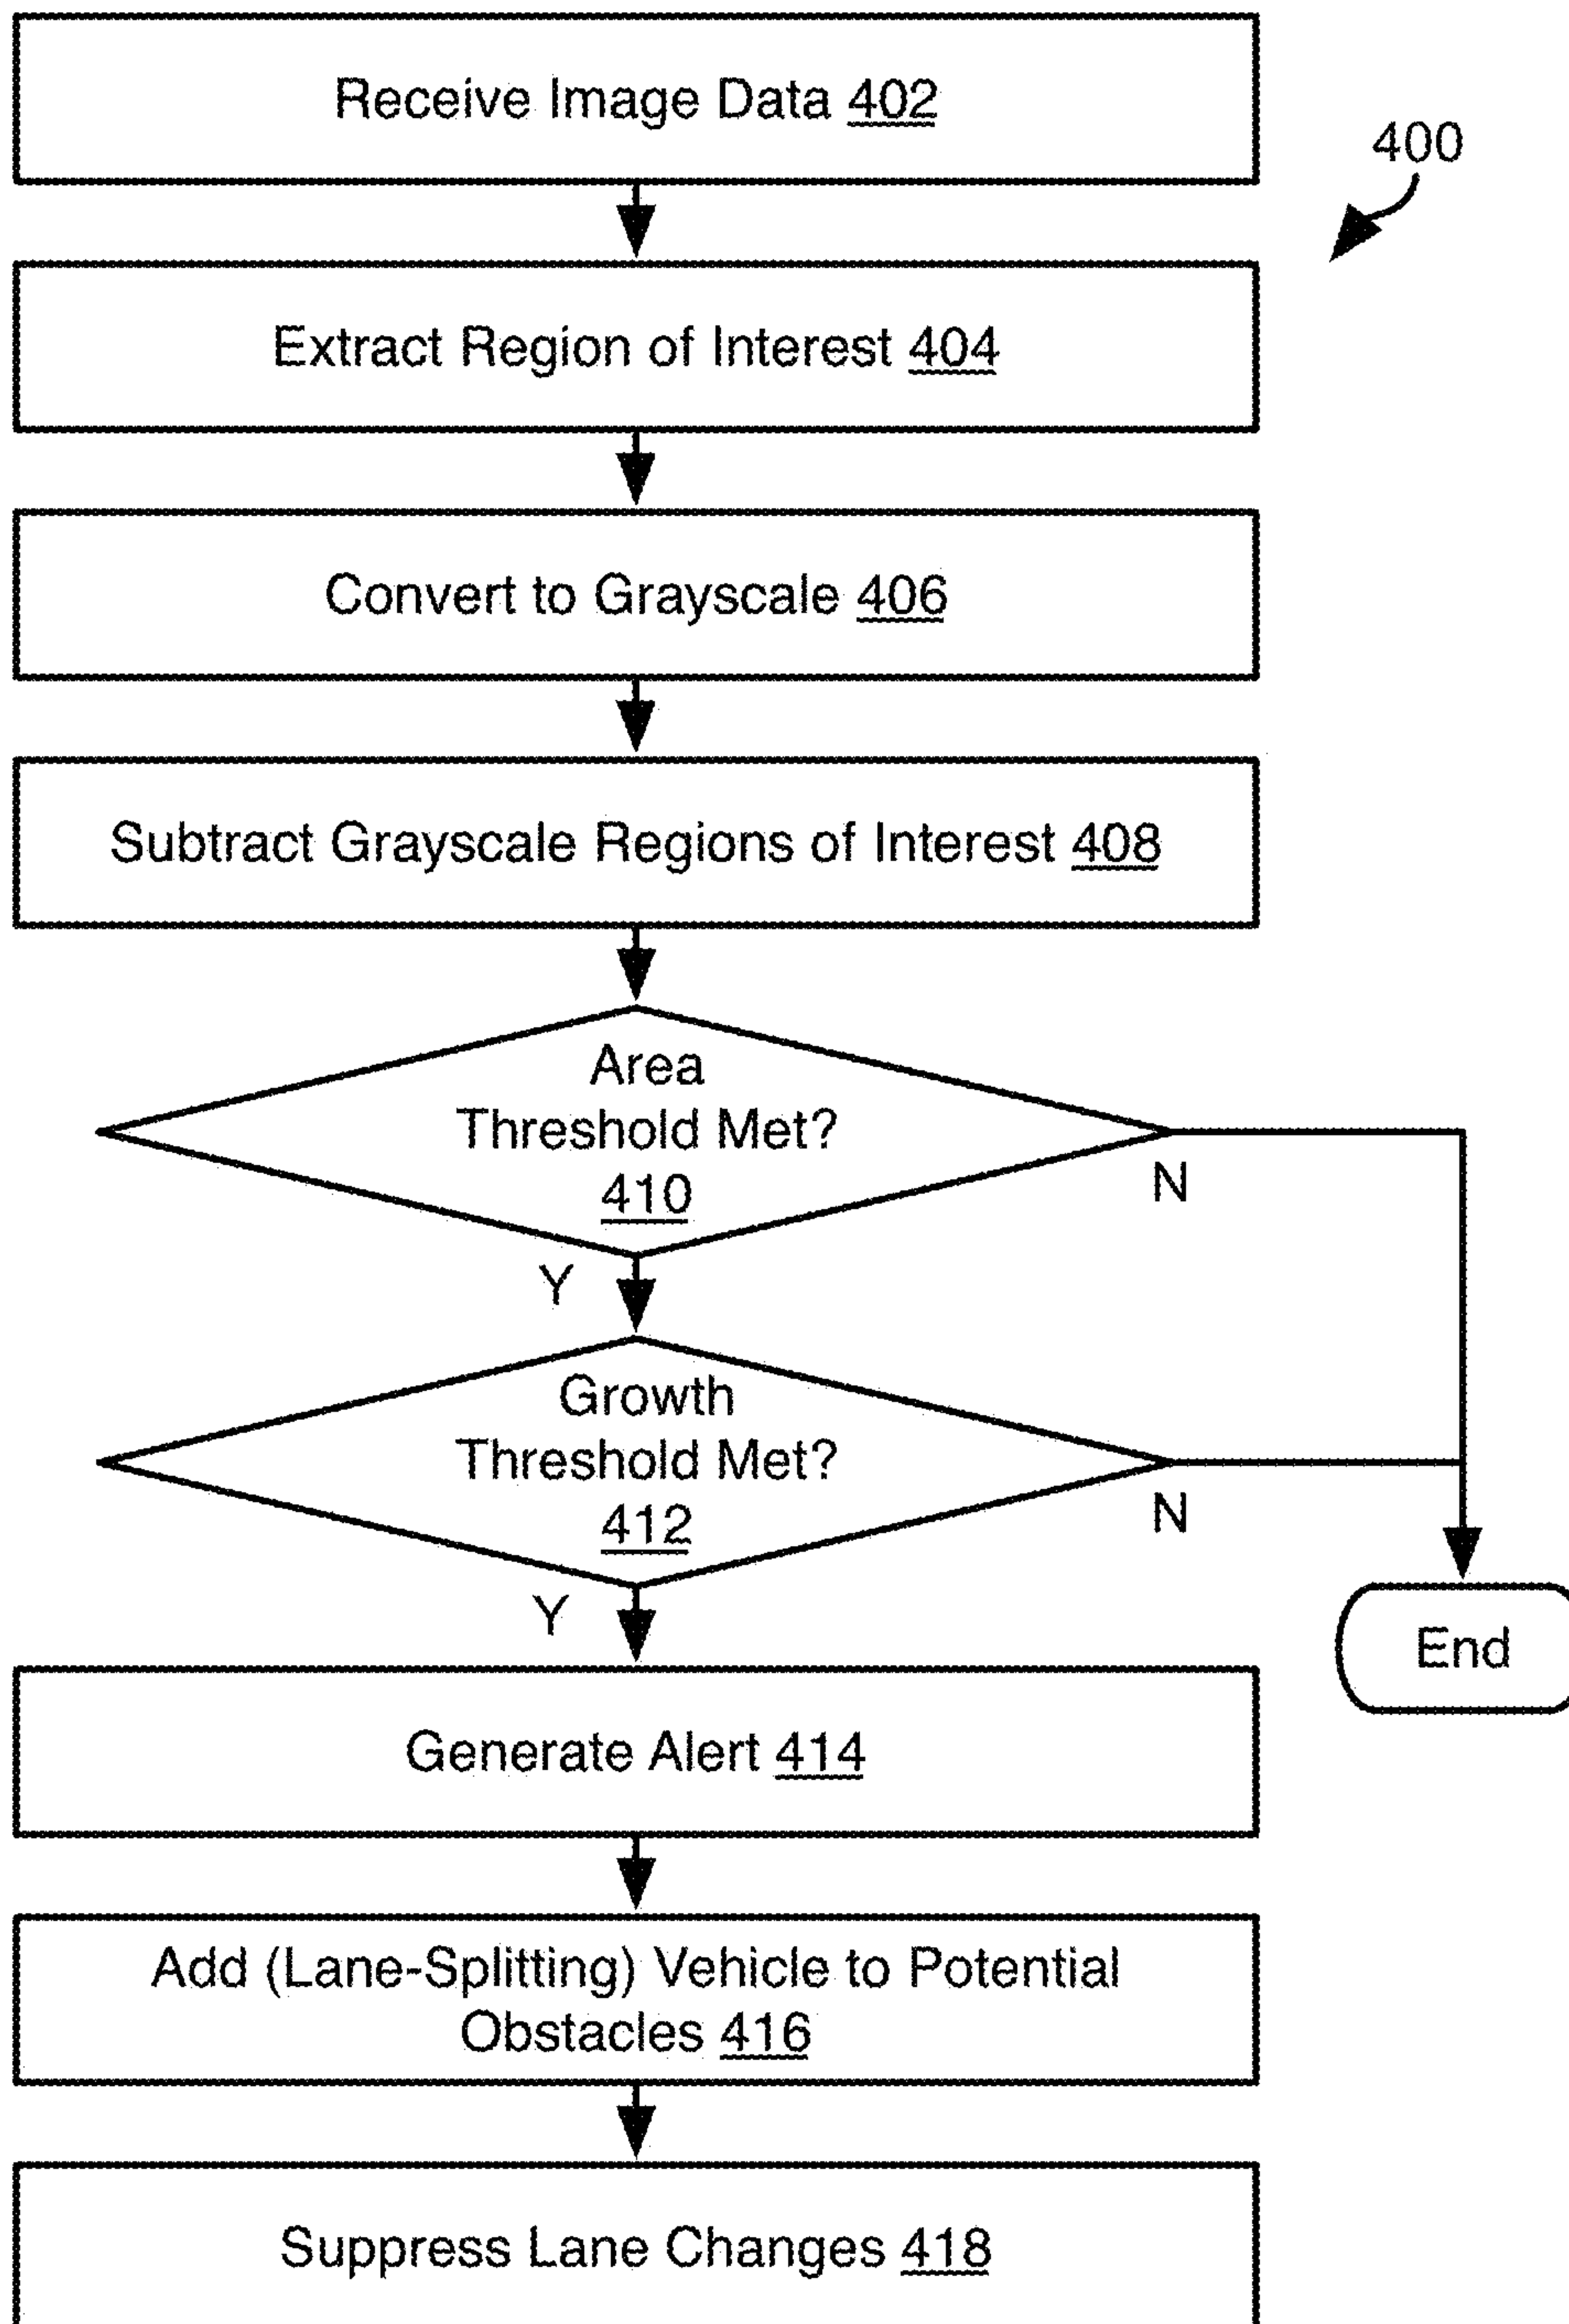 Receive Image Data 402
400
Extract Region of Interest 404
Convert to Grayscale 406
Subtract Grayscale Regions of Interest 408
Area
Threshold Met?
410
N
Y
Growth
Threshold Met?
412
N
Y
End
Generate Alert 414
Add (Lane-Splitting) Vehicle to Potential
Obstacles 416
Suppress Lane Changes 418